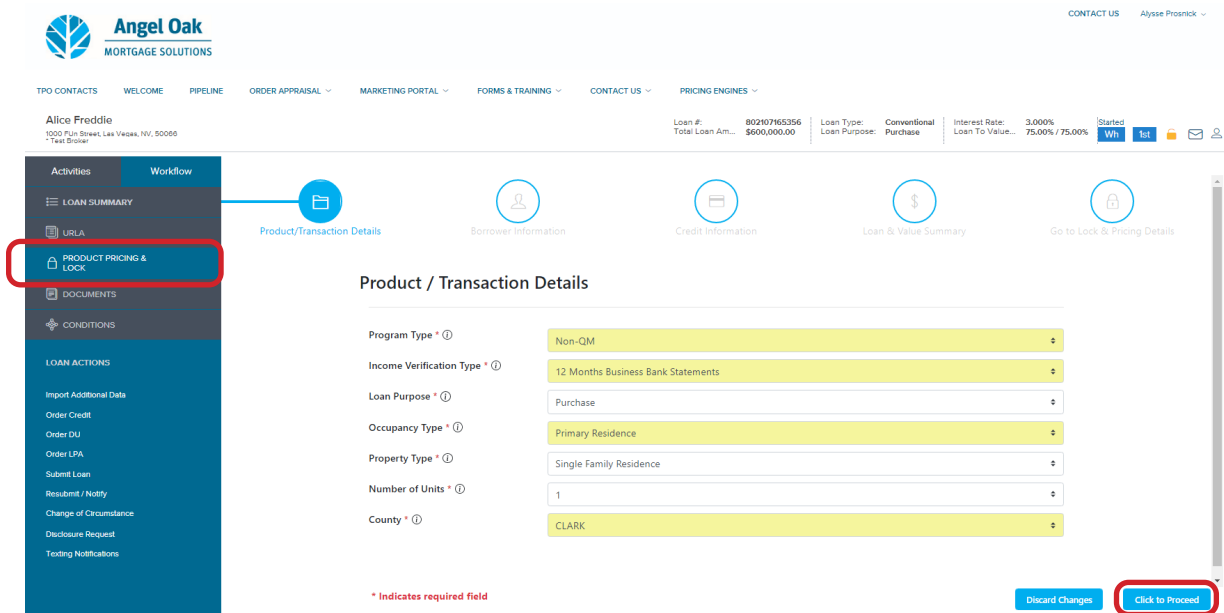 CONTACT US Alysse Prosnick
Angel Oak
MORTGAGE SOLUTIONS
TPO CONTACTS WELCOME PIPELINE ORDER APPRAISAL MARKETING PORTAL FORMS & TRAINING CONTACT US PRICING ENGINES
Alice Freddie
1000 FUn Street, Las Vegas, NV, 50066
* Test Broker
Loan #: 802107165356 Loan Type: Conventional Interest Rate: 3.000% Started
Total Loan Am... $600,000.00 Loan Purpose: Purchase Loan To Value... 75.00% / 75.00% Wh 1st
Activities Workflow
LOAN SUMMARY
URLA
PRODUCT PRICING &
LOCK
DOCUMENTS
CONDITIONS
LOAN ACTIONS
Import Additional Data
Order Credit
Order DU
Order LPA
Submit Loan
Resubmit / Notify
Change of Circumstance
Disclosure Request
Texting Notifications
Product/Transaction Details Borrower Information Credit Information Loan & Value Summary Go to Lock & Pricing Details
Product / Transaction Details
Program Type * Non-QM
Income Verification Type * 12 Months Business Bank Statements
Loan Purpose * Purchase
Occupancy Type * Primary Residence
Property Type * Single Family Residence
Number of Units * 1
County * CLARK
* Indicates required field
Discard Changes Click to Proceed